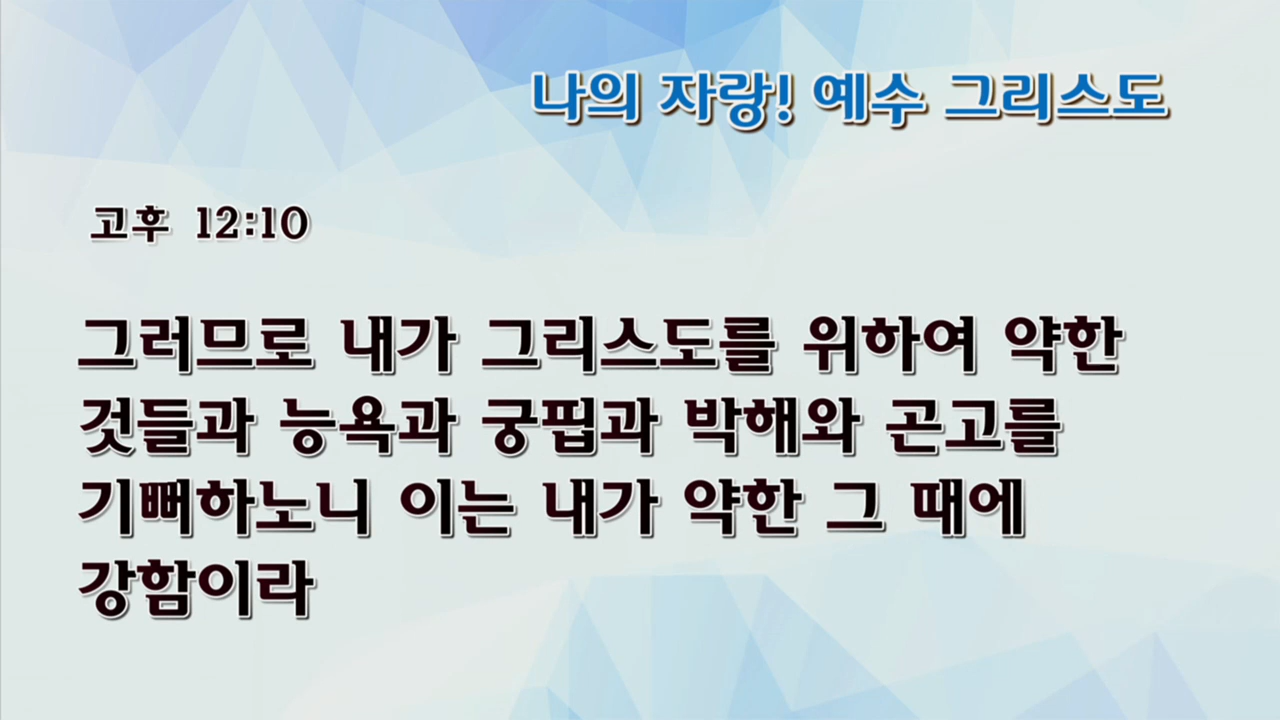 나의 자랑! 예수 그리스도
고후 12:10
그러므로 내가 그리스도를 위하여 약한
것들과 능욕과 궁핍과 박해와 곤고를
기뻐하노니 이는 내가 약한 그 때에
강함이라